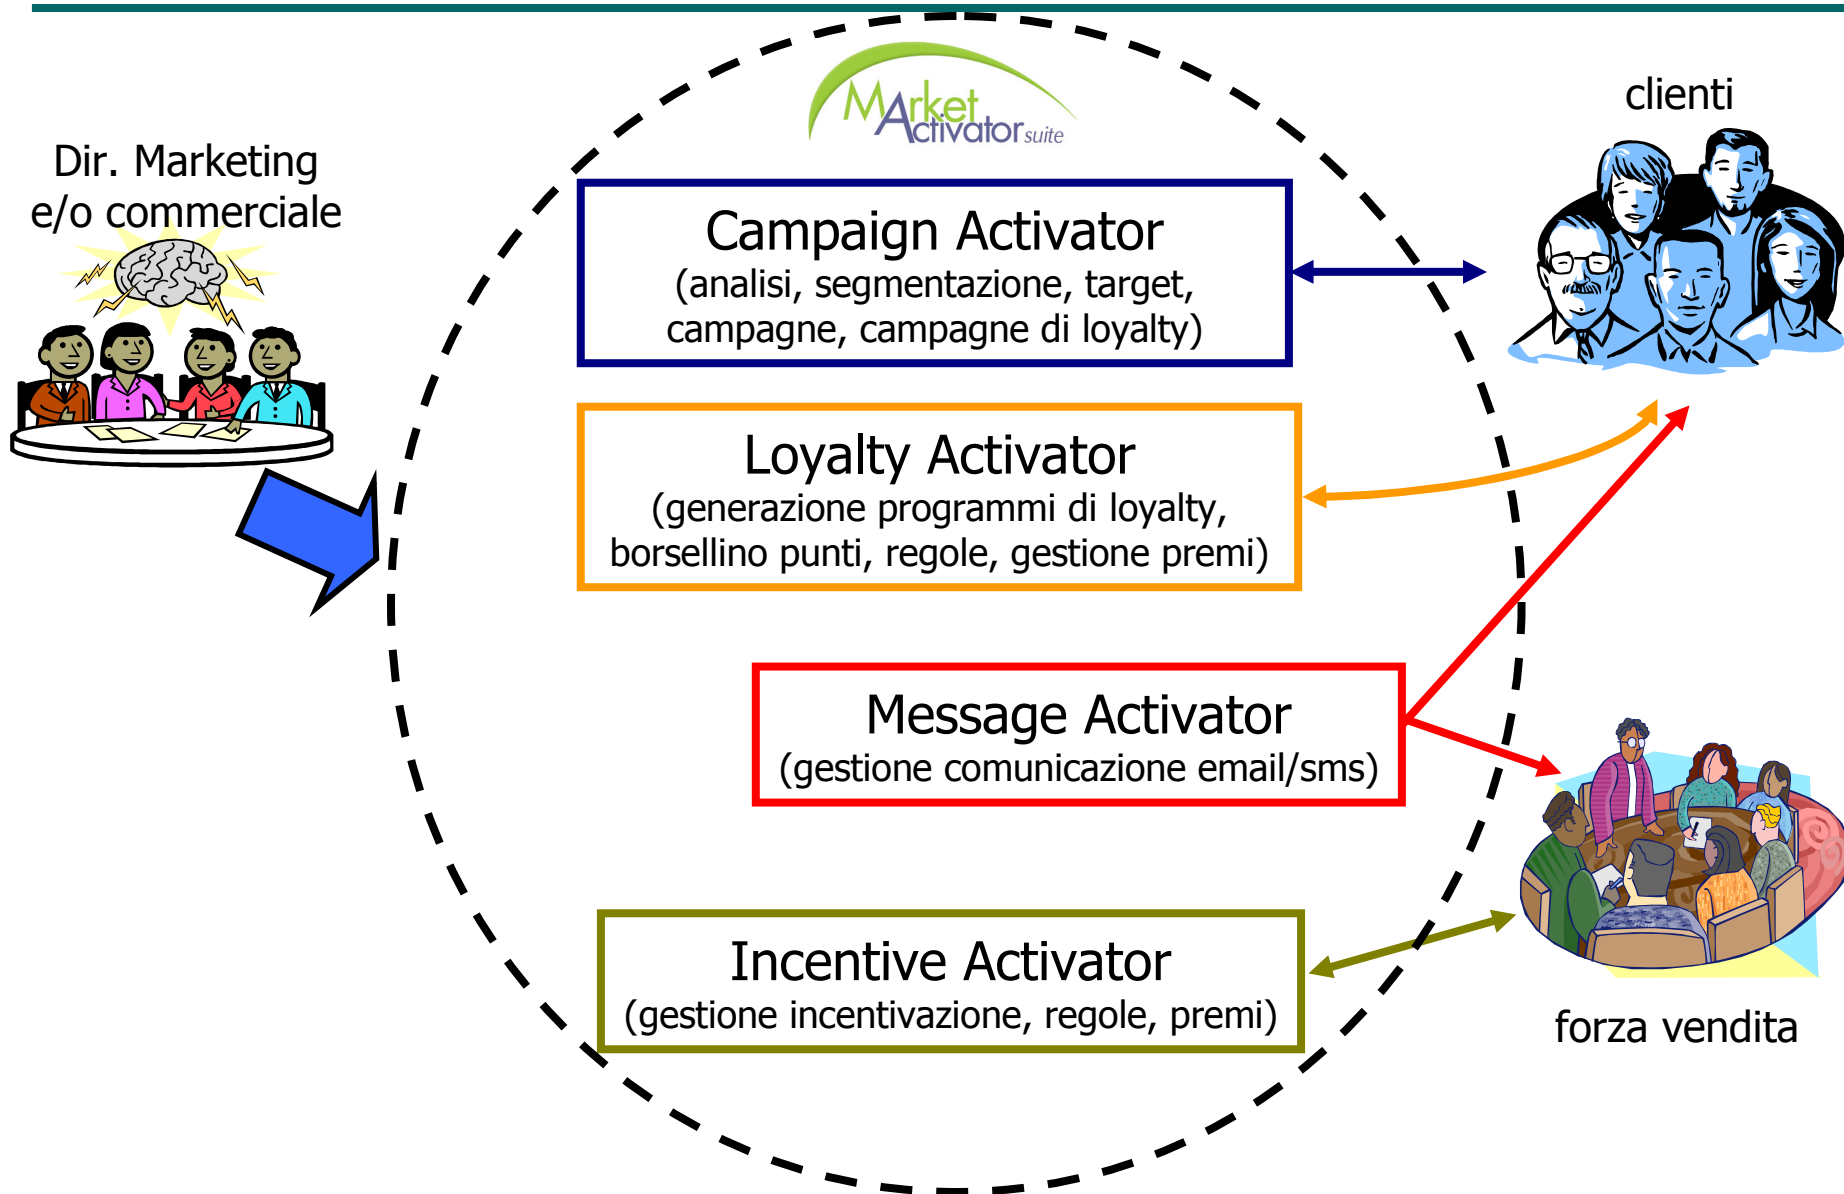 MArket
Activator suite
clienti
Dir. Marketing
e/o commerciale
Campaign Activator
(analisi, segmentazione, target,
campagne, campagne di loyalty)
Loyalty Activator
(generazione programmi di loyalty,
borsellino punti, regole, gestione premi)
Message Activator
(gestione comunicazione email/sms)
Incentive Activator
(gestione incentivazione, regole, premi)
forza vendita